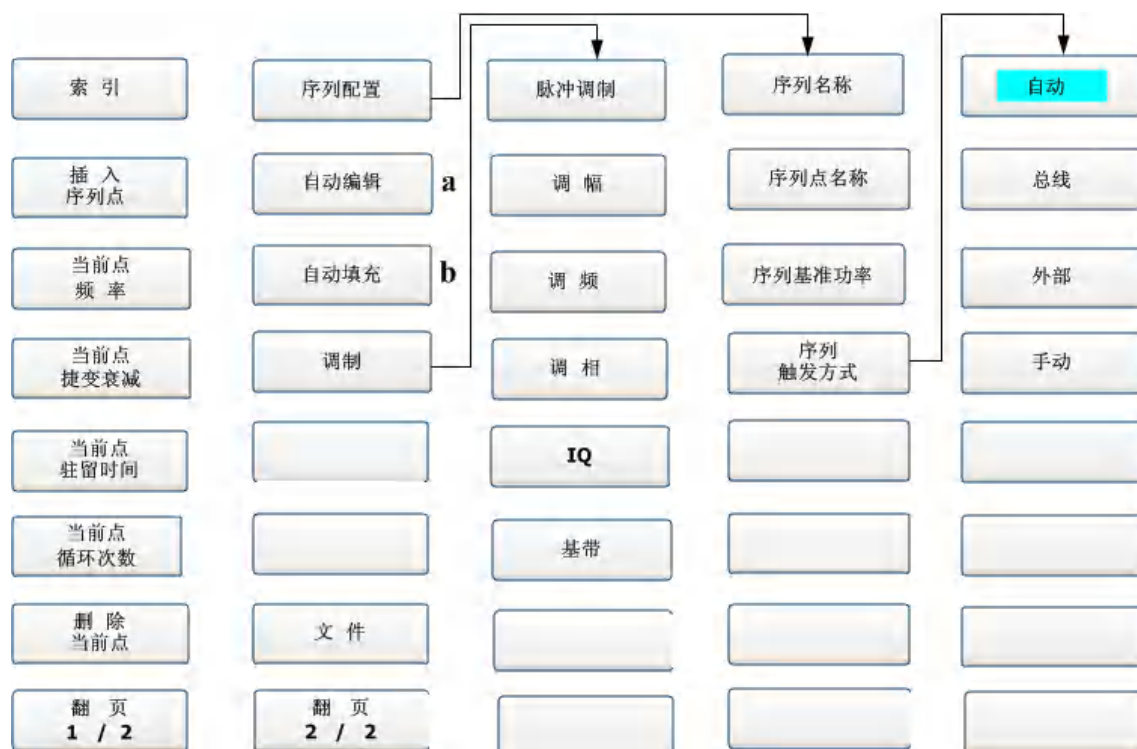 索 引
插 入
序列点
当前点
频 率
当前点
捷变衰减
当前点
驻留时间
当前点
循环次数
删 除
当前点
翻 页
1 / 2
序列配置
自动编辑
a
自动填充
b
调制
文 件
翻 页
2 / 2
脉冲调制
调 幅
调 频
调 相
IQ
基带
序列名称
序列点名称
序列基准功率
序列
触发方式
自动
总线
外部
手动